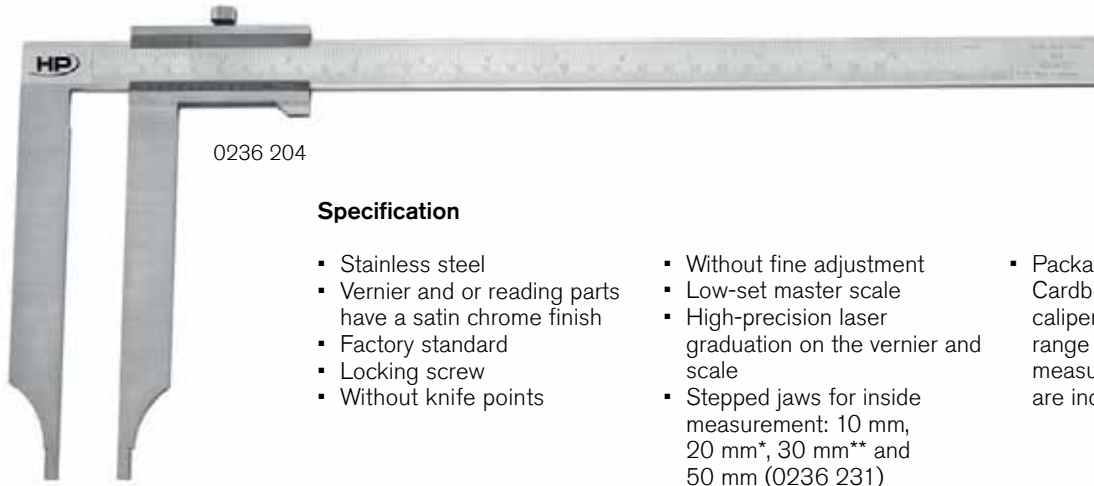 HP
0236 204
Specification
▪ Stainless steel
▪ Vernier and or reading parts
have a satin chrome finish
▪ Factory standard
▪ Locking screw
▪ Without knife points
▪ Without fine adjustment
▪ Low-set master scale
▪ High-precision laser
graduation on the vernier and
scale
▪ Stepped jaws for inside
measurement: 10 mm,
20 mm*, 30 mm** and
50 mm (0236 231)
▪ Packa
Cardb
caliper
range
measu
are inc